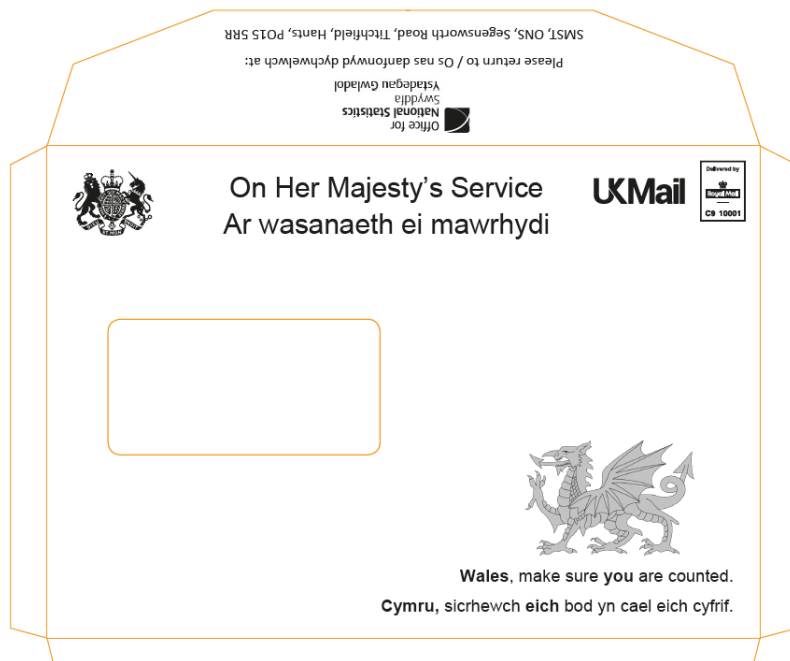 SMST, ONS, Segensworth Road, Titchfield, Hants, PO15 5RR
Please return to / Os nas danfonwyd dychwelwch at:
Ystadegau Gwladol
Swyddfa
National Statistics
Office for
On Her Majesty's Service
Ar wasanaeth ei mawrhydi
UKMail
Delivered by
Royal Mail
C9 10001
Wales, make sure you are counted.
Cymru, sicrhewch eich bod yn cael eich cyfrif.